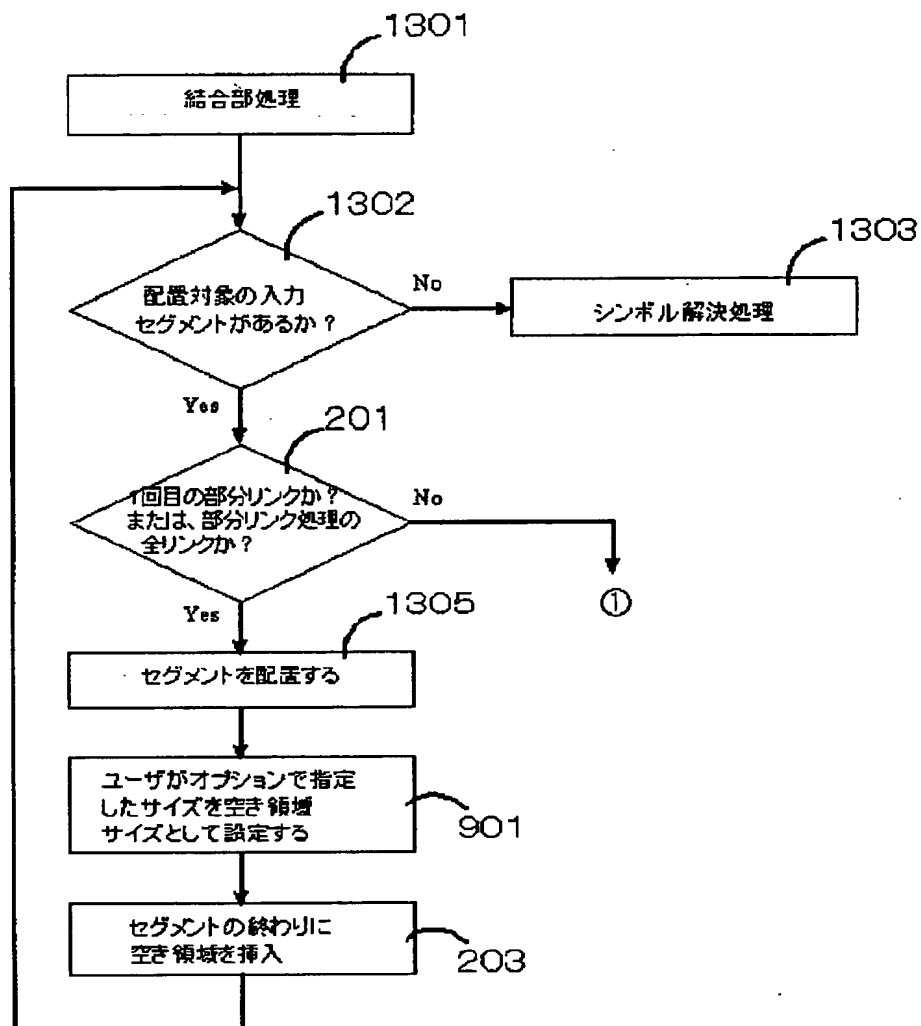 1301
結合部処理
1302
配置対象の入力
セグメントがあるか？
No
1303
シンボル解決処理
Yes
201
1回目の部分リンクか？
または、部分リンク処理の
全リンクか？
No
①
Yes
1305
セグメントを配置する
ユーザがオプションで指定
したサイズを空き領域
サイズとして設定する
901
セグメントの終わりに
空き領域を挿入
203